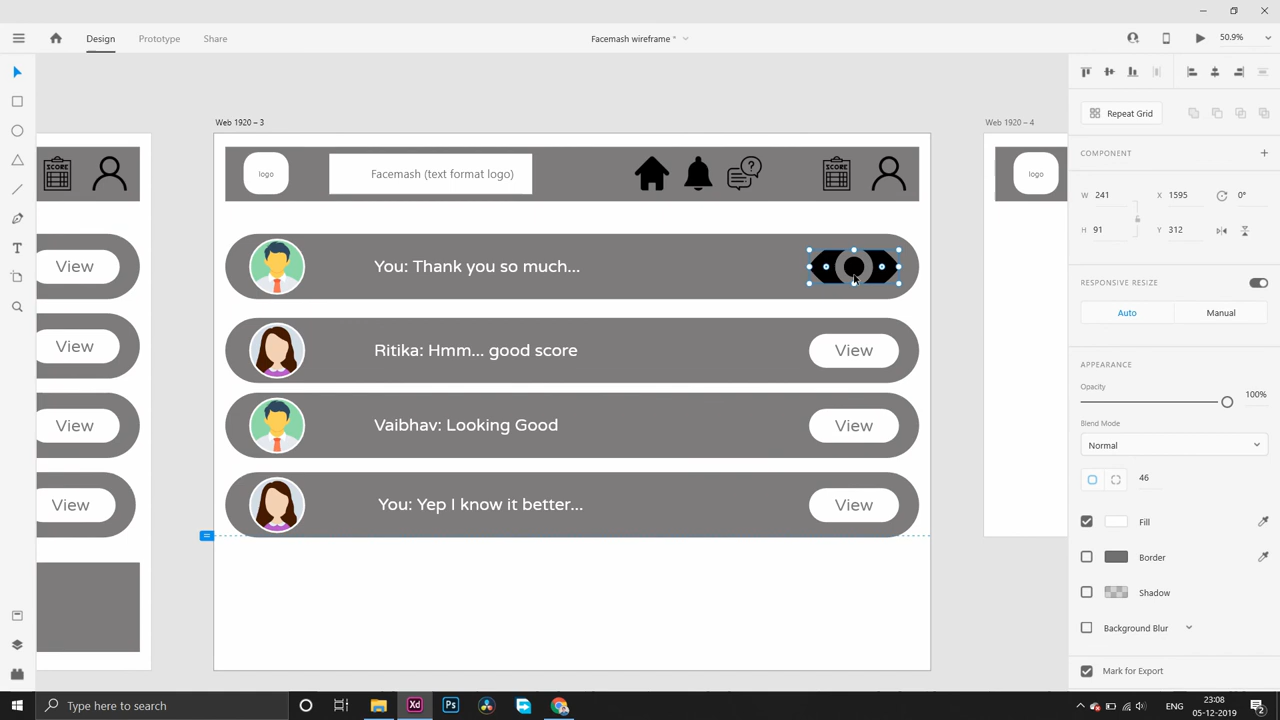 Design
Prototype
Share
Facemash wireframe *
50.9%
Web 1920 – 3
Web 1920 – 4
SCORE
logo
Facemash (text format logo)
SCORE
logo
View
You: Thank you so much...
View
Ritika: Hmm... good score
View
View
Vaibhav: Looking Good
View
View
You: Yep I know it better...
View
Repeat Grid
COMPONENT
W 241
X 1595
0°
H 91
Y 312
RESPONSIVE RESIZE
Auto
Manual
APPEARANCE
Opacity
100%
Blend Mode
Normal
46
Fill
Border
Shadow
Background Blur
Mark for Export
Type here to search
Xd
Ps
ENG
23:08
05-12-2019
2